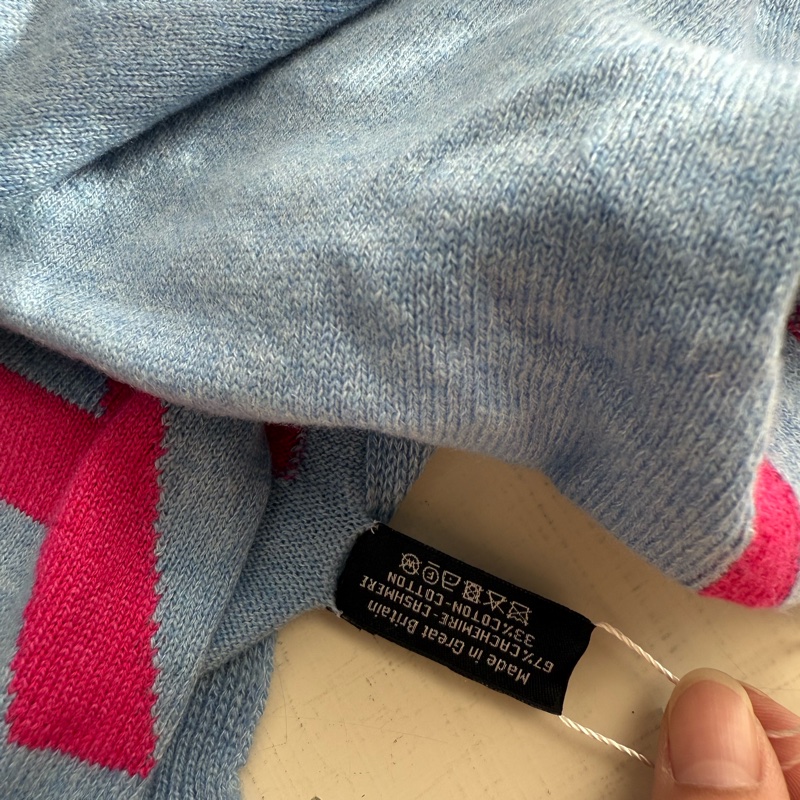 Made in Great Britain
67% CACHEMIRE-CASHMERE
33% COTON-COTTON